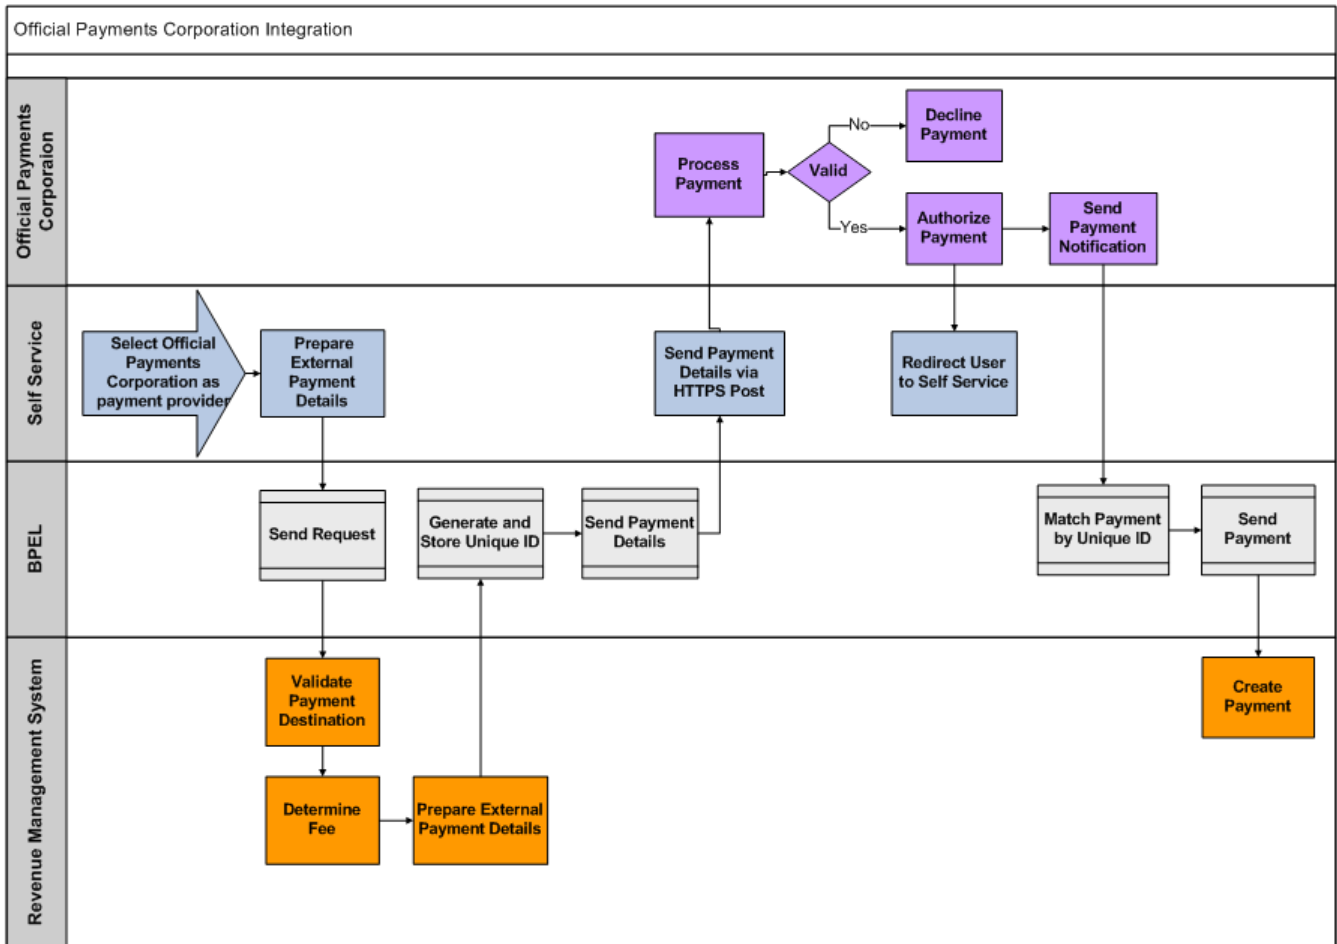 Official Payments Corporation Integration
Official Payments
Corporaion
Process
Payment
Valid
No
Yes
Decline
Payment
Authorize
Payment
Send
Payment
Notification
Self Service
Select Official
Payments
Corporation as
payment provider
Prepare
External
Payment
Details
Send Payment
Details via
HTTPS Post
Redirect User
to Self Service
BPEL
Send Request
Generate and
Store Unique ID
Send Payment
Details
Match Payment
by Unique ID
Send
Payment
Revenue Management System
Validate
Payment
Destination
Determine
Fee
Prepare External
Payment Details
Create
Payment